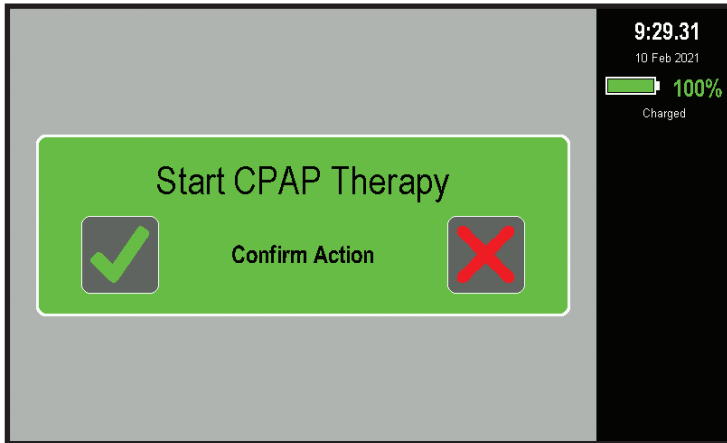 9:29.31
10 Feb 2021
100%
Charged
Start CPAP Therapy
Confirm Action